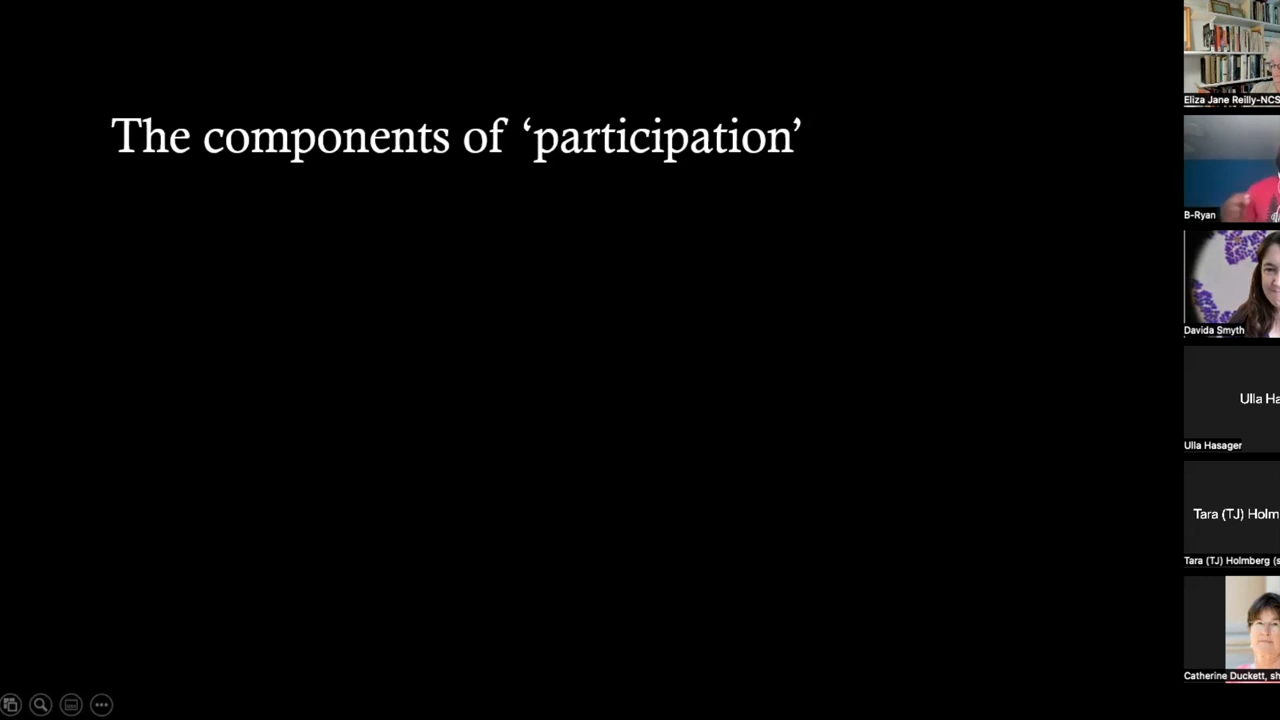 The components of ‘participation’
Eliza Jane Reilly-NCS
B-Ryan
Davida Smyth
Ulla Ha
Ulla Hasager
Tara (TJ) Holm
Tara (TJ) Holmberg (s
Catherine Duckett, sh